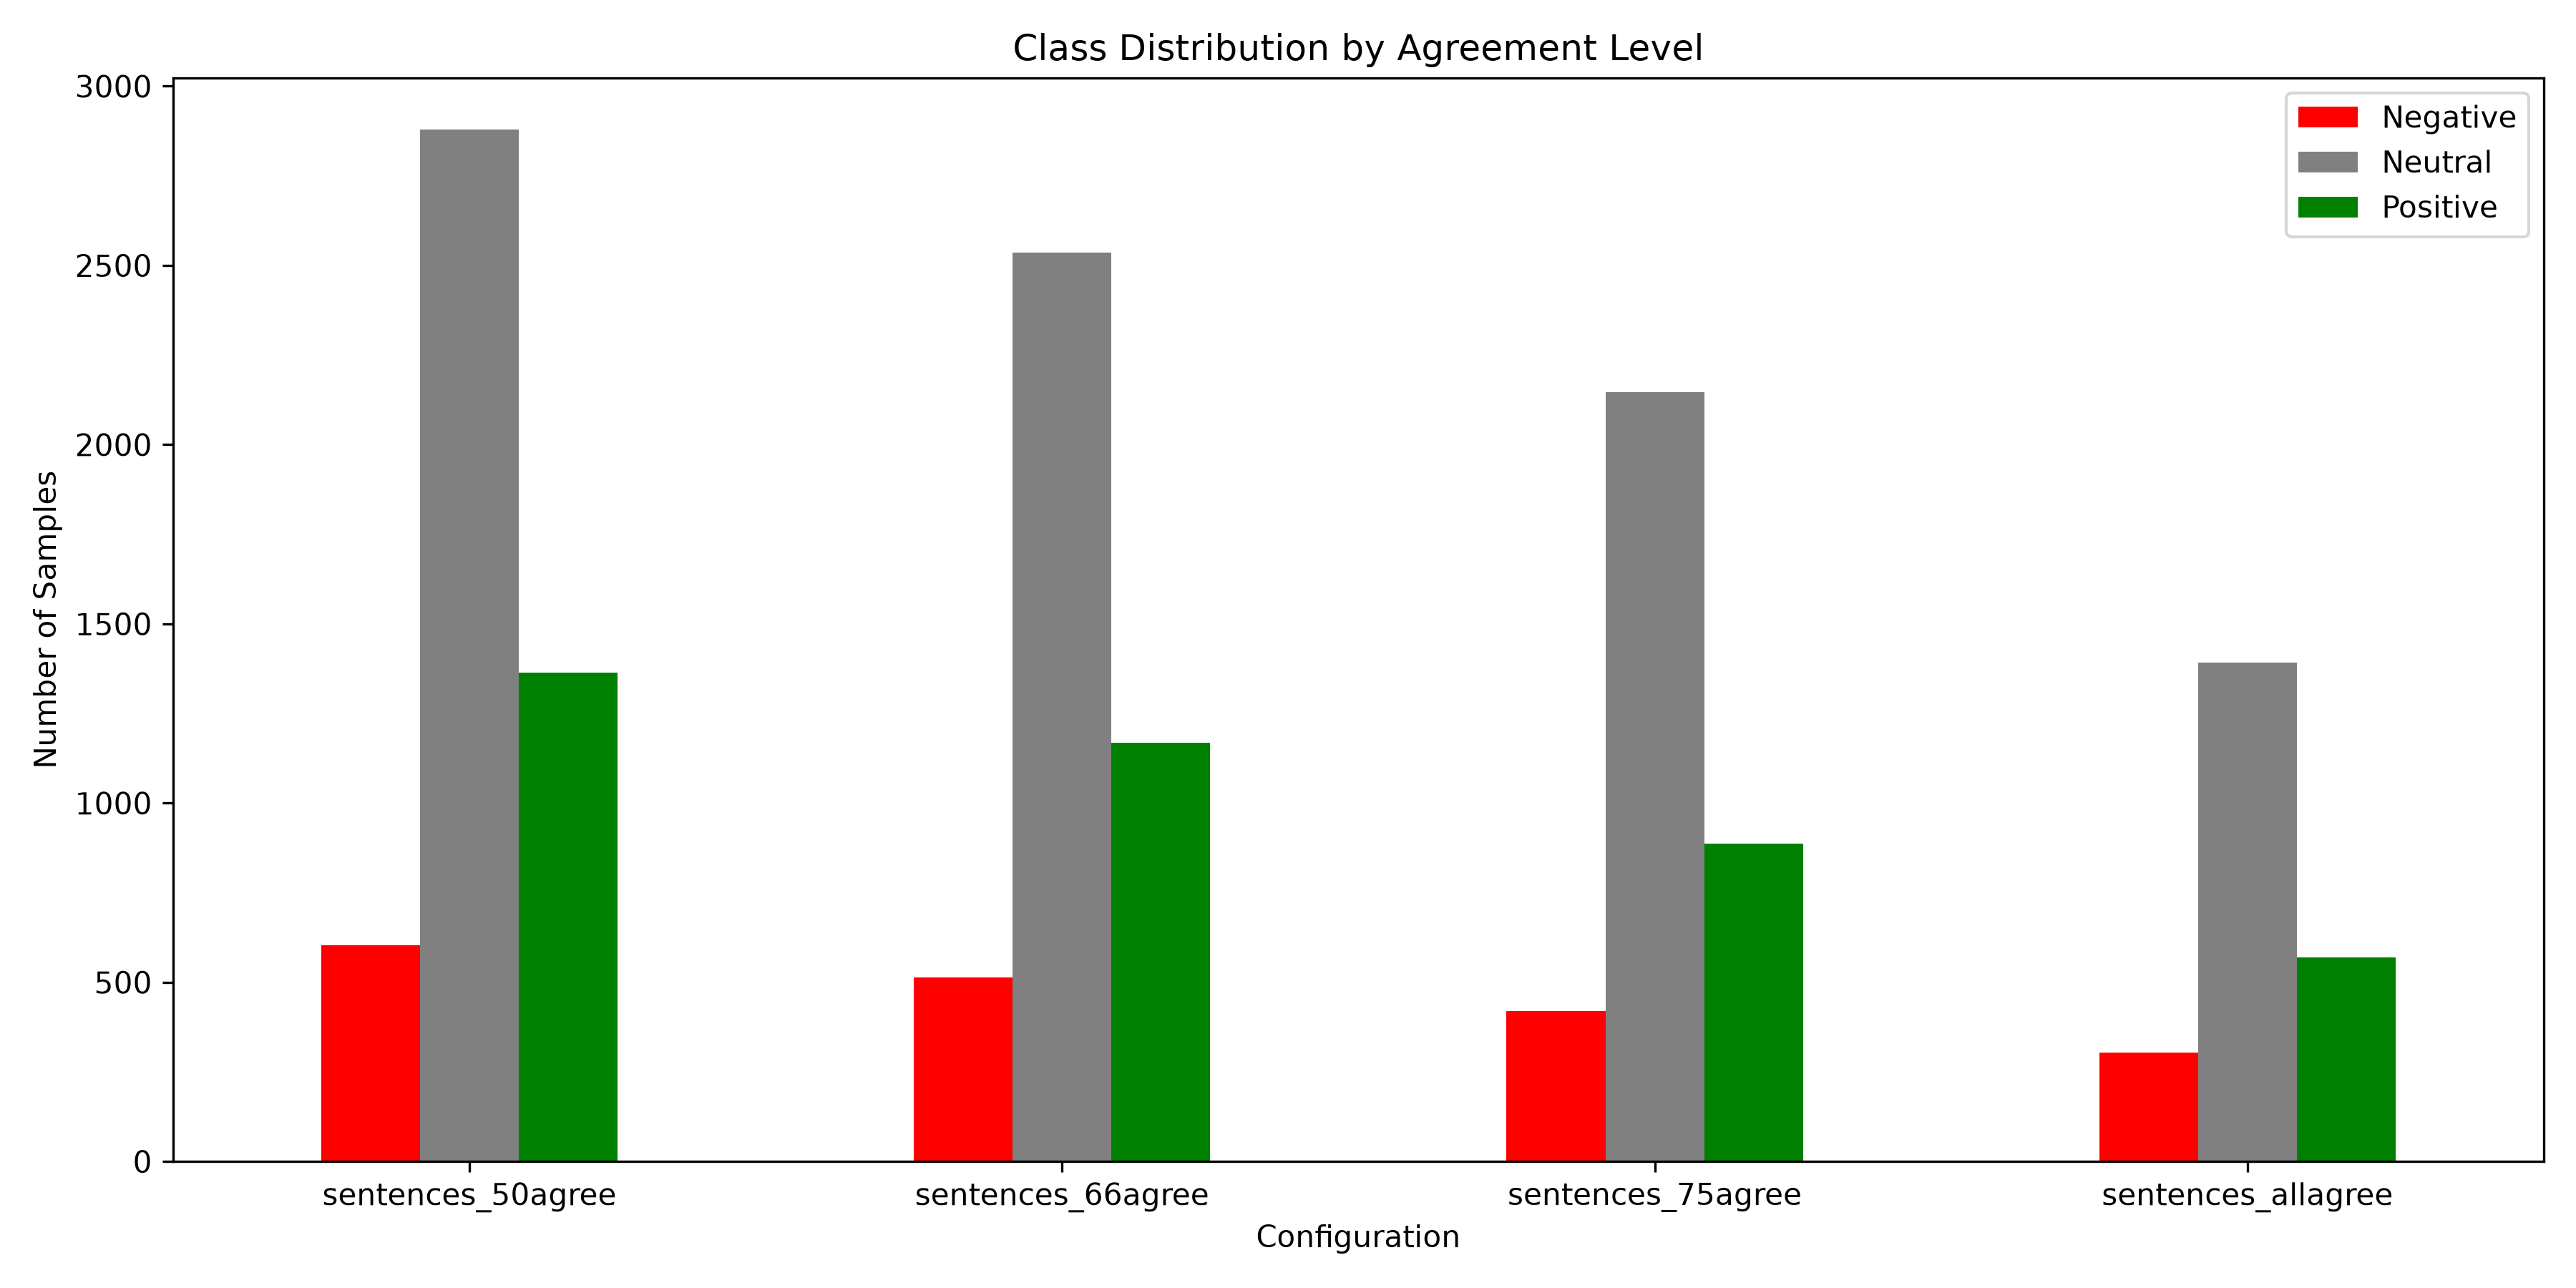 Class Distribution by Agreement Level
3000
2500
2000
1500
1000
500
0
Number of Samples
Negative
Neutral
Positive
sentences_50agree
sentences_66agree
sentences_75agree
sentences_allagree
Configuration